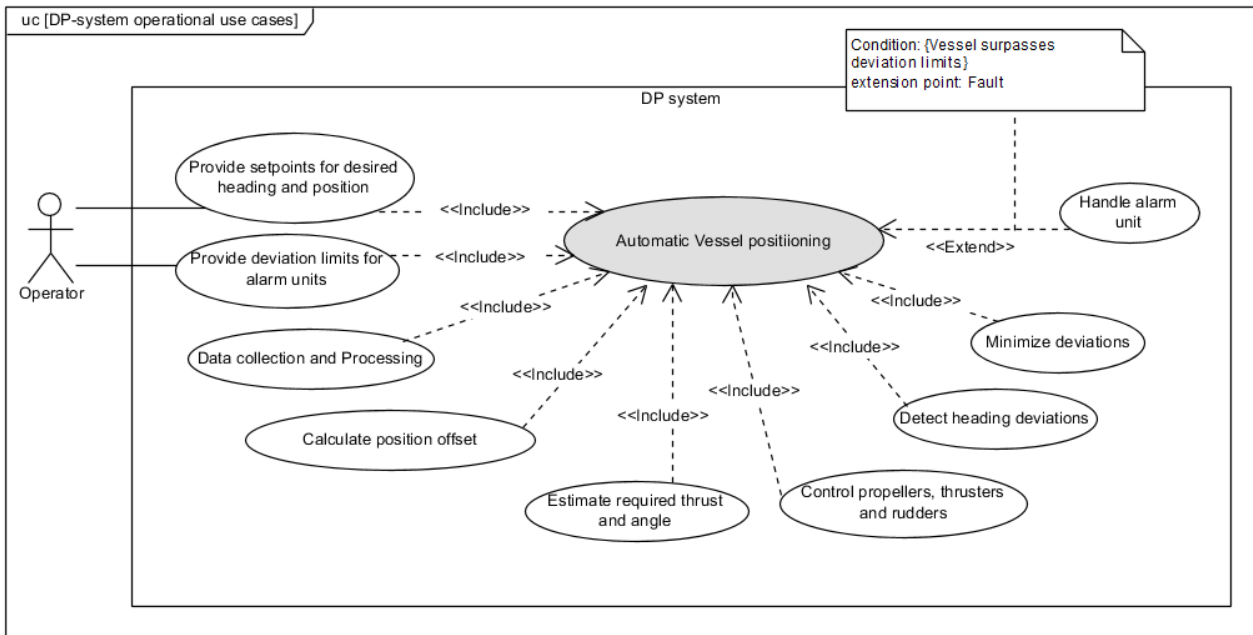 uc [DP-system operational use cases]
Condition: {Vessel surpasses
deviation limits.}
extension point: Fault
DP system
Provide setpoints for desired
heading and position
<<Include>>
Handle alarm
unit
Automatic Vessel positiioning
<<Extend>>
Operator
Provide deviation limits for
alarm units
<<Include>>
<<Include>>
<<Include>>
Data collection and Processing
Minimize deviations
<<Include>>
<<Include>>
<<Include>>
<<Include>>
Calculate position offset
Detect heading deviations
Estimate required thrust
and angle
Control propellers, thrusters
and rudders